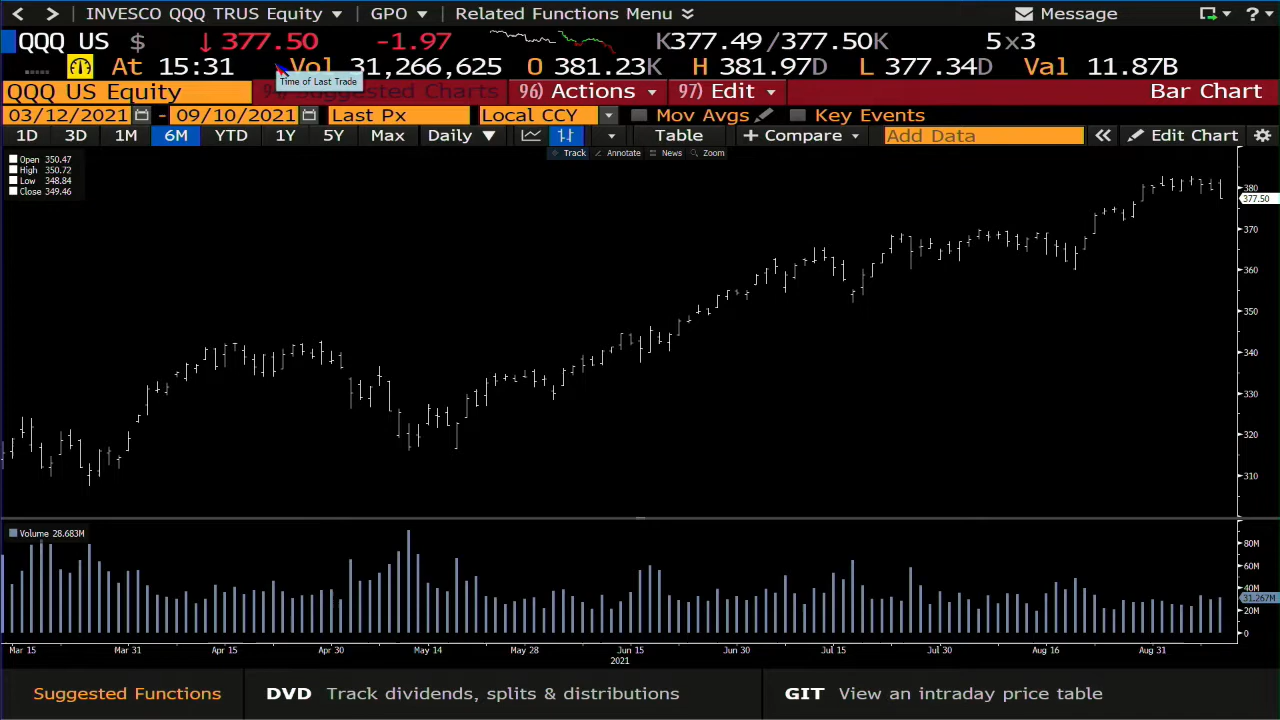 INVESCO QQQ TRUS Equity GPO Related Functions Menu Message ?
QQQ US $ ↓ 377.50 -1.97 K377.49/377.50K 5x3
At 15:31 Vol 31,266,625 O 381.23K H 381.97D L 377.34D Val 11.87B
Time of Last Trade
QQQ US Equity Suggested Charts 96) Actions 97) Edit Bar Chart
03/12/2021 - 09/10/2021 Last Px Local CCY Mov Avgs Key Events
1D 3D 1M 6M YTD 1Y 5Y Max Daily ▼ Table + Compare Add Data « Edit Chart
Track Annotate News Zoom
Open 350.47
High 350.72
Low 348.84
Close 349.46
380
377.50
370
360
350
340
330
320
310
Volume 28.683M
80M
60M
40M
31.267M
20M
0
Mar 15 Mar 31 Apr 15 Apr 30 May 14 May 28 Jun 15 Jun 30 Jul 15 Jul 30 Aug 16 Aug 31
2021
Suggested Functions DVD Track dividends, splits & distributions GIT View an intraday price table